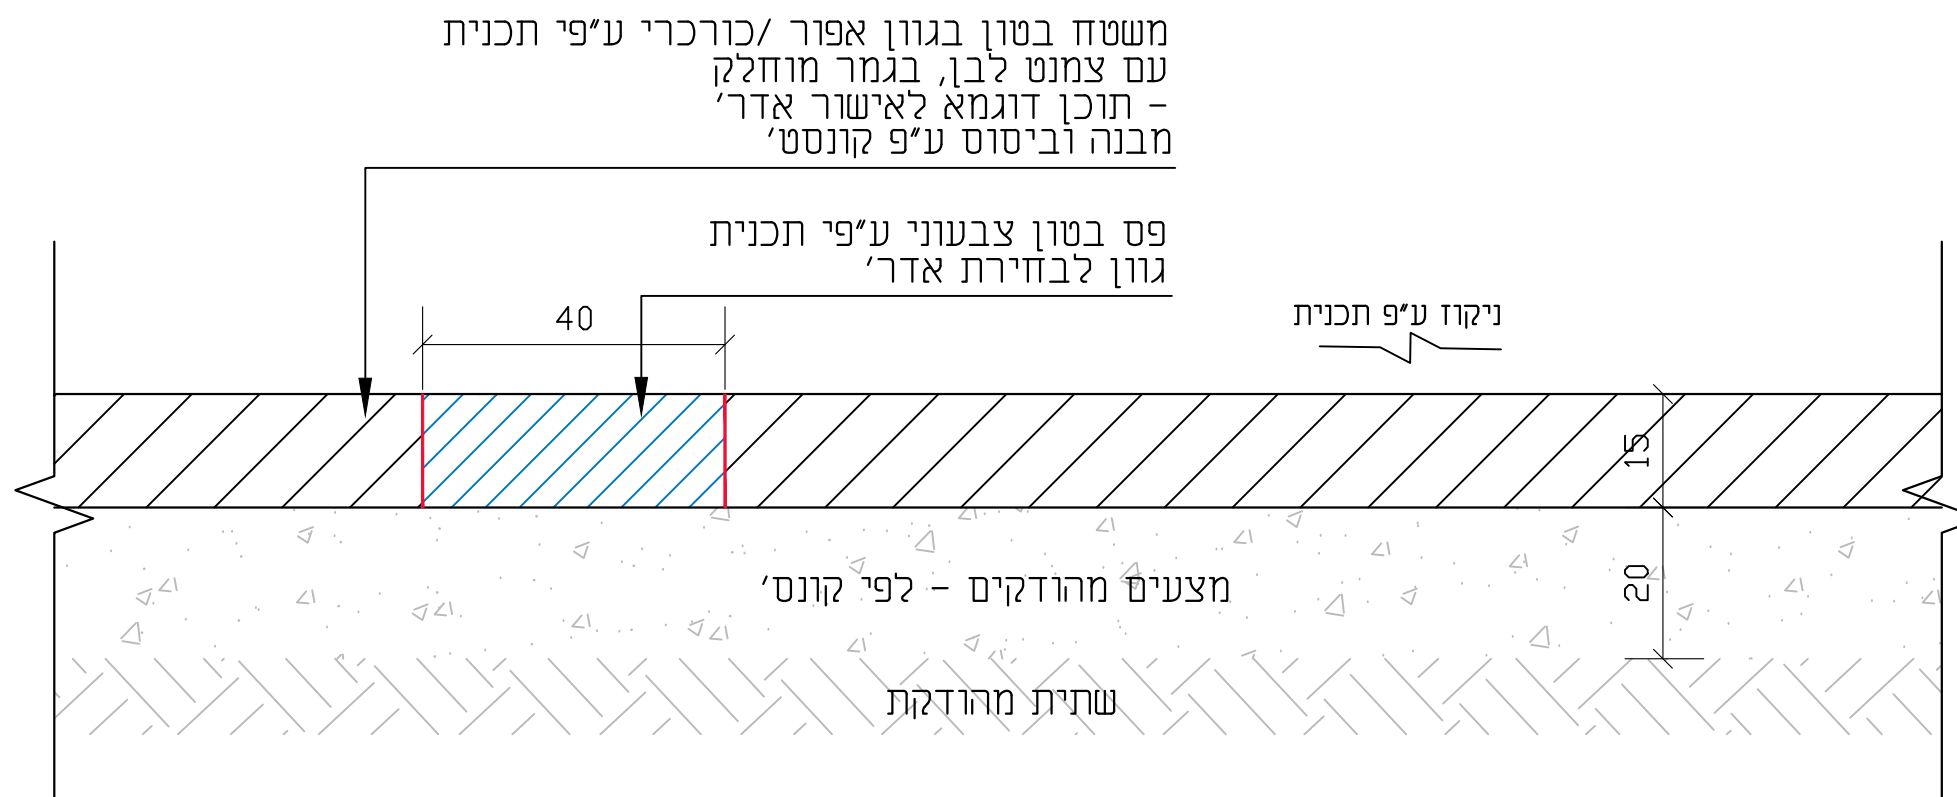 משטח בטון בגוון אפור /כורכרי ע"פי תכנית
עם צמנט לבן, בגמר מוחלק
- תוכן דוגמא לאישור אדר'
מבנה וביסוס ע"פ קונסט'
פס בטון צבעוני ע"פי תכנית
גוון לבחירת אדר'
ניקוז ע"פ תכנית
40
15
מצעים מהודקים - לפי קונס'
20
שתית מהודקת